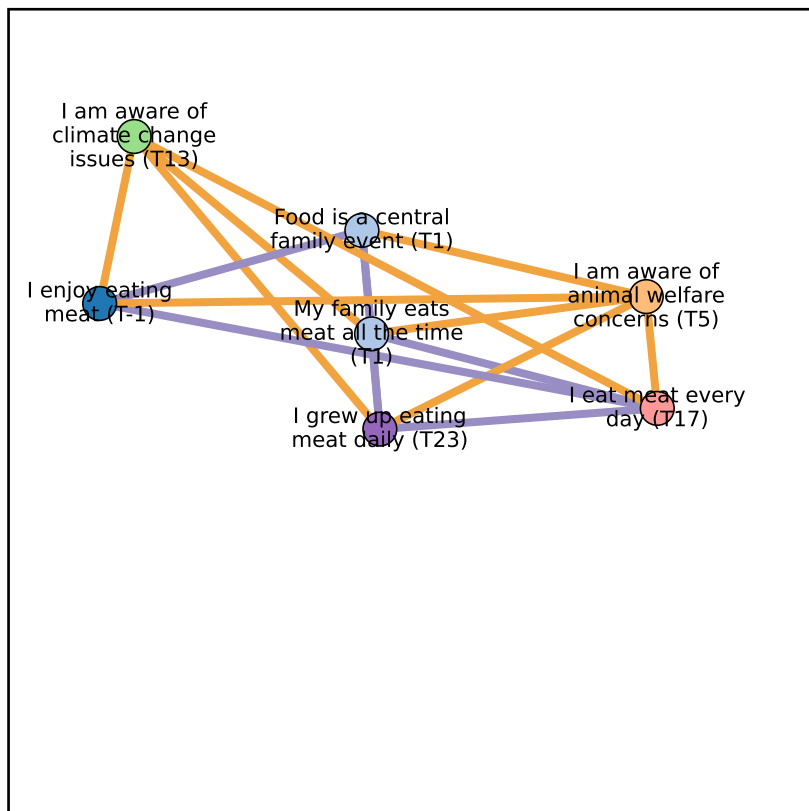 I am aware of
climate change
issues (T13)
Food is a central
family event (T1)
I am aware of
animal welfare
concerns (T5)
I enjoy eating
meat (T-1)
My family eats
meat all the time
(T1)
I eat meat every
day (T17)
I grew up eating
meat daily (T23)